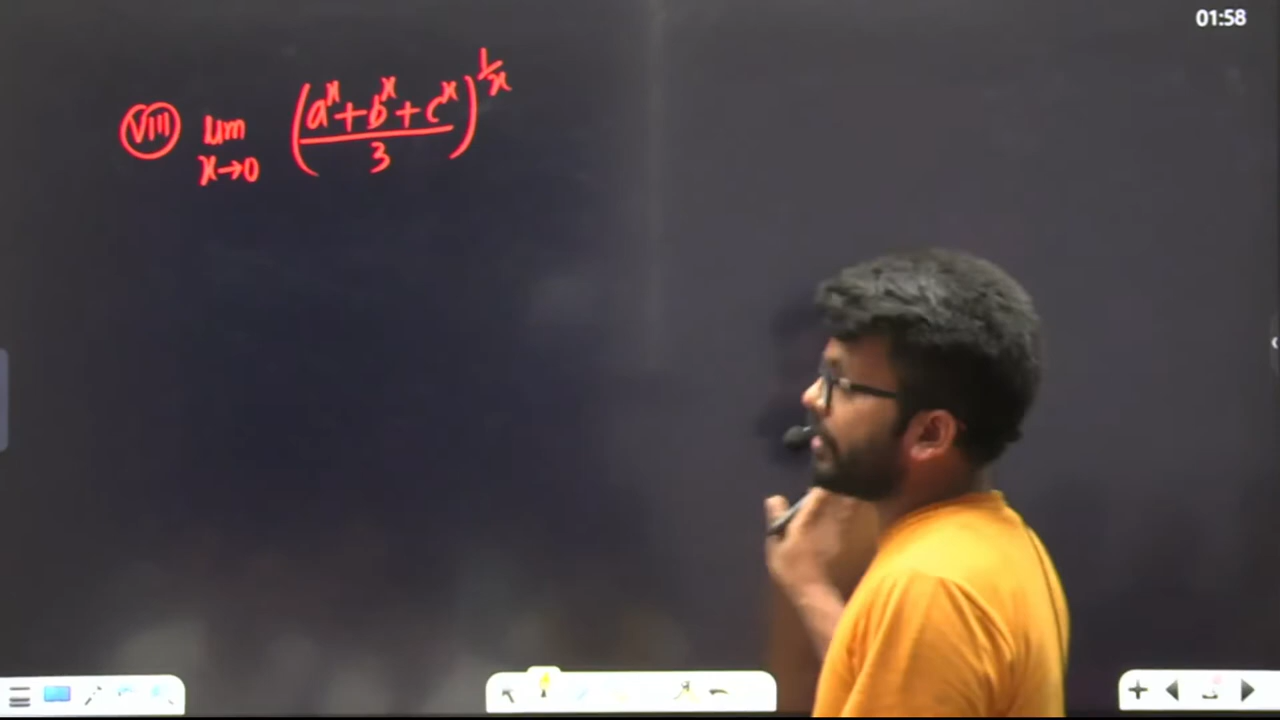 01:58
(VIII) lim x→0 ((a^x + b^x + c^x)/3)^(1/x)